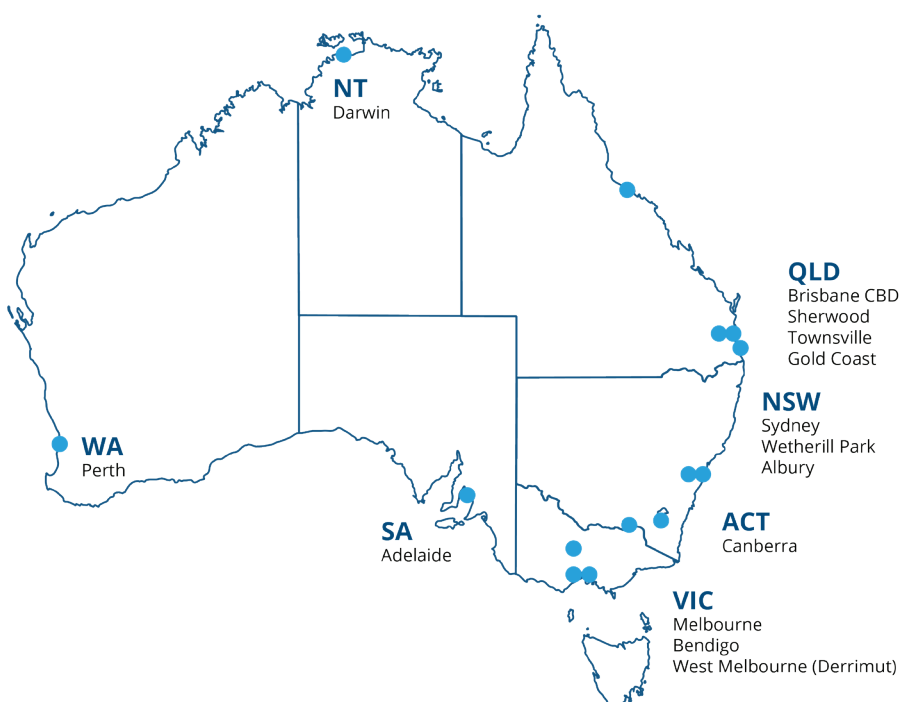 NT
Darwin
QLD
Brisbane CBD
Sherwood
Townsville
Gold Coast
NSW
Sydney
Wetherill Park
Albury
WA
Perth
SA
Adelaide
ACT
Canberra
VIC
Melbourne
Bendigo
West Melbourne (Derrimut)